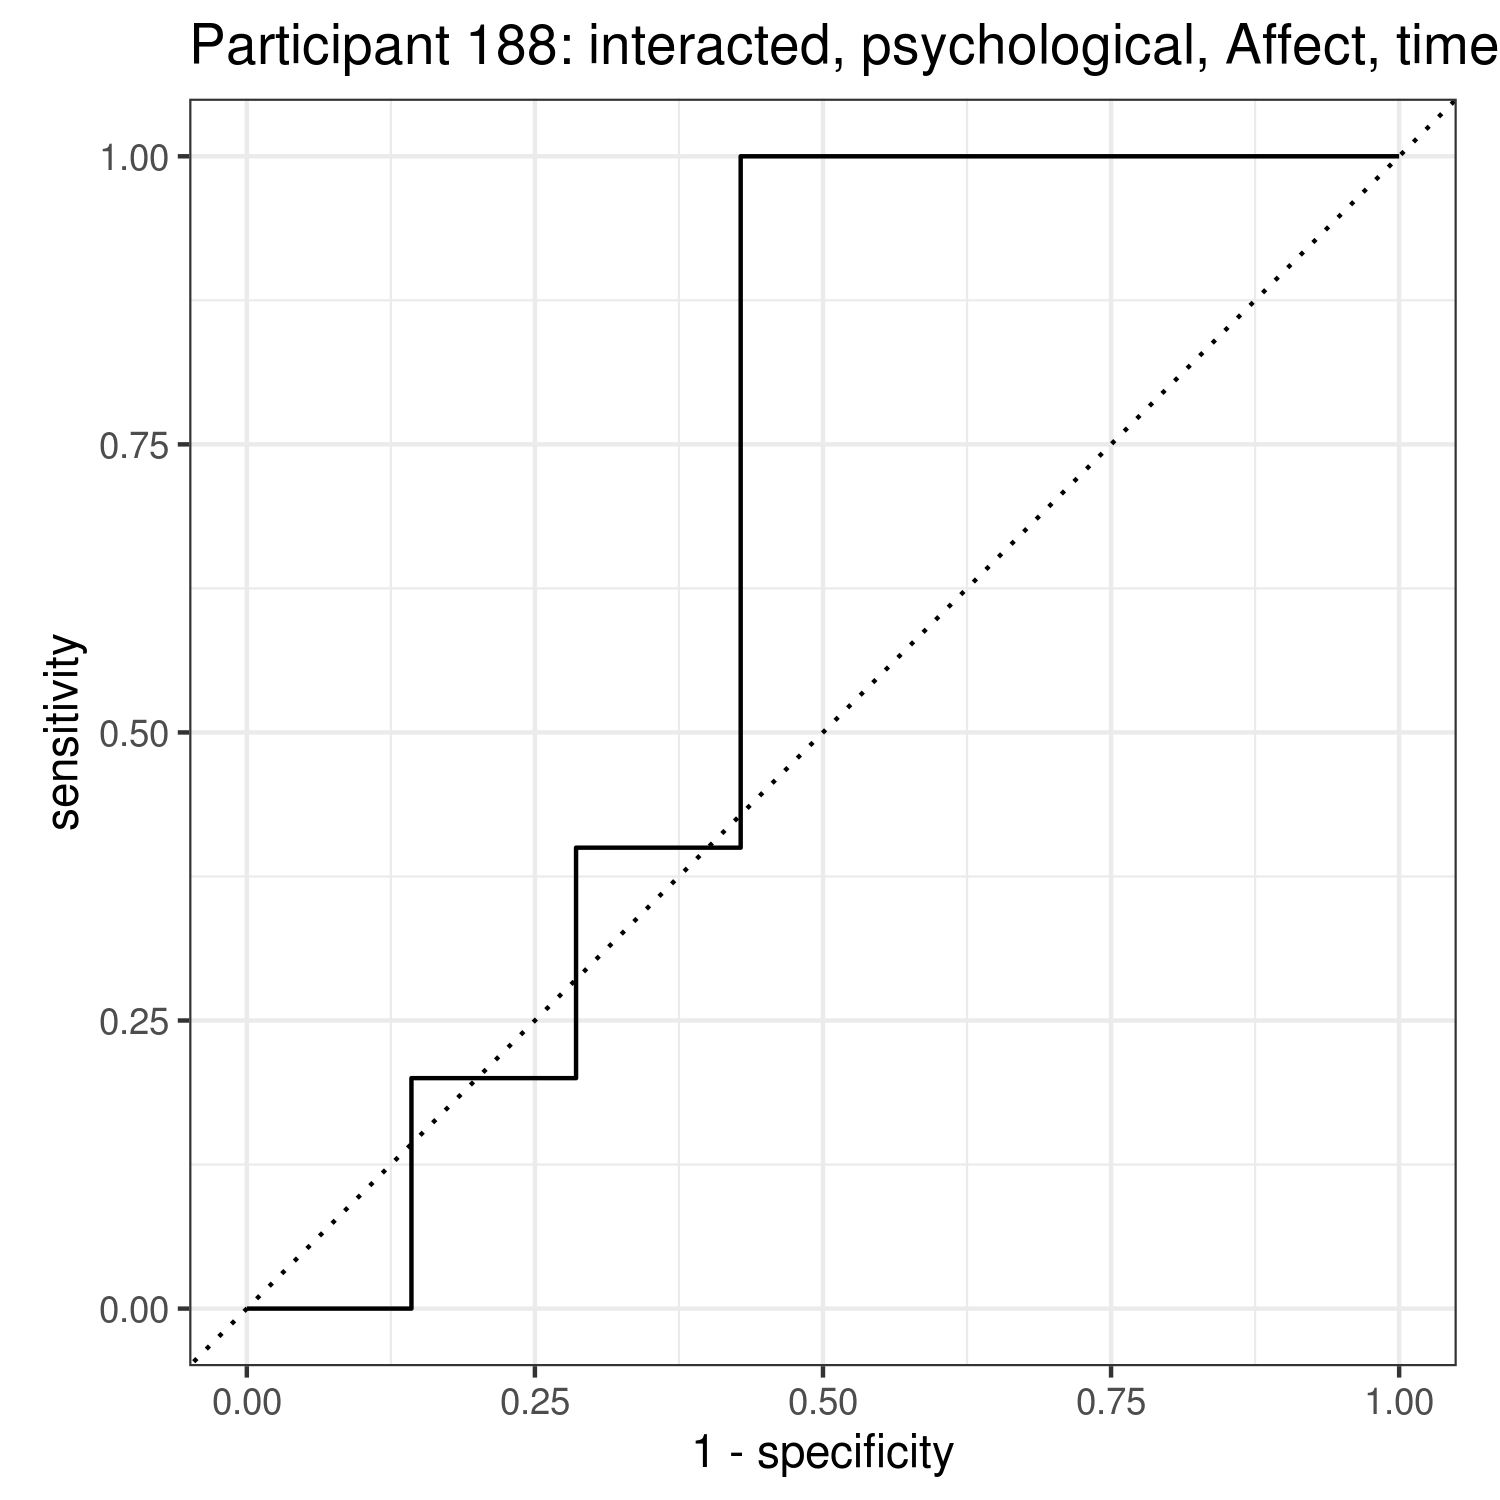 Participant 188: interacted, psychological, Affect, time
1.00
0.75
0.50
0.25
0.00
sensitivity
0.00 0.25 0.50 0.75 1.00
1 - specificity